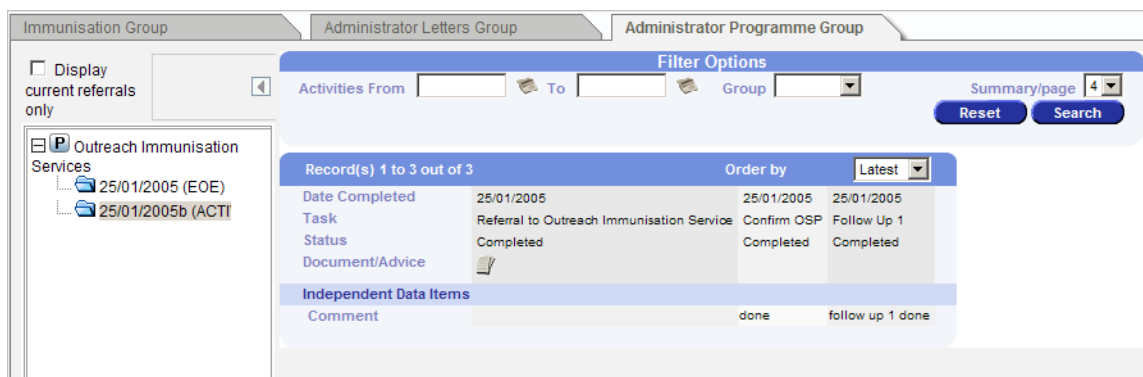 Immunisation Group
Administrator Letters Group
Administrator Programme Group
Display
current referrals
only
P Outreach Immunisation
Services
25/01/2005 (EOE)
25/01/2005b (ACTI
Filter Options
Activities From To Group Summary/page 4
Reset Search
Record(s) 1 to 3 out of 3 Order by Latest
Date Completed 25/01/2005 25/01/2005 25/01/2005
Task Referral to Outreach Immunisation Service Confirm OSP Follow Up 1
Status Completed Completed Completed
Document/Advice
Independent Data Items
Comment done follow up 1 done